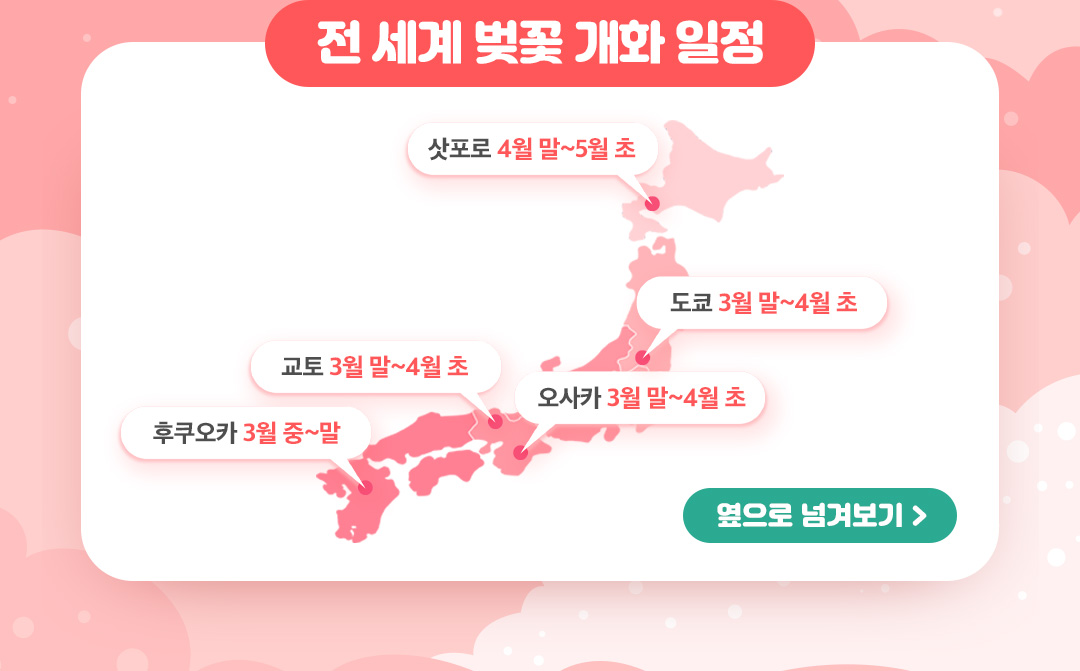 전 세계 벚꽃 개화 일정
삿포로 4월 말~5월 초
도쿄 3월 말~4월 초
교토 3월 말~4월 초
오사카 3월 말~4월 초
후쿠오카 3월 중~말
옆으로 넘겨보기 >